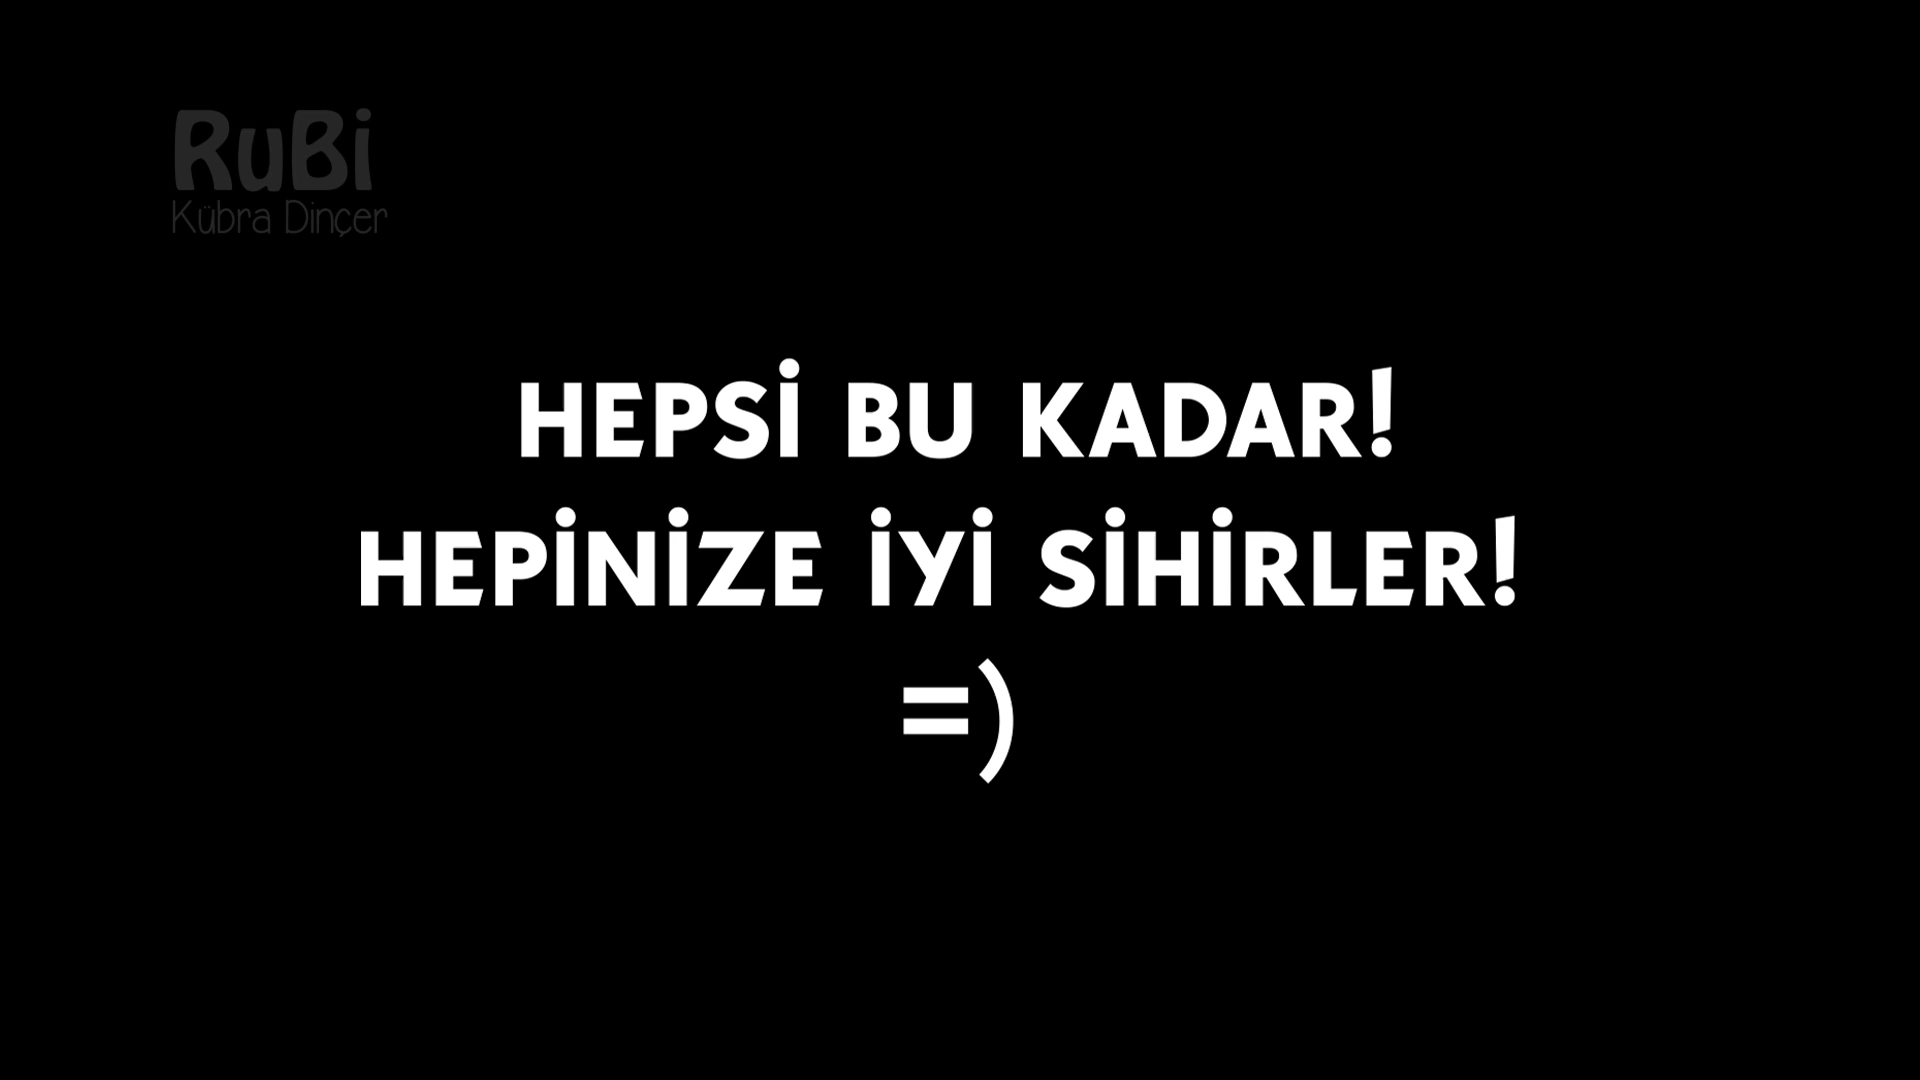 RuBi
Kübra Dinçer
HEPSİ BU KADAR!
HEPİNİZE İYİ SİHİRLER!
=)